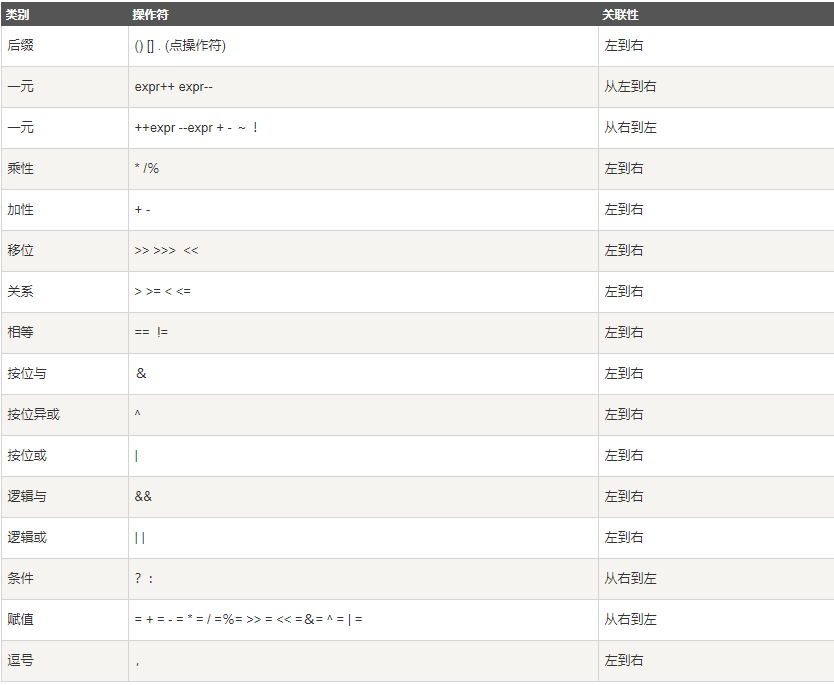 类别 操作符 关联性
后缀 () [] . (点操作符) 左到右
一元 expr++ expr-- 从左到右
一元 ++expr --expr + - ~ ! 从右到左
乘性 * /% 左到右
加性 + - 左到右
移位 >> >>> << 左到右
关系 > >= < <= 左到右
相等 == != 左到右
按位与 & 左到右
按位异或 ^ 左到右
按位或 | 左到右
逻辑与 && 左到右
逻辑或 | | 左到右
条件 ? : 从右到左
赋值 = + = - = * = / =%= >> = << =&= ^ = | = 从右到左
逗号 , 左到右